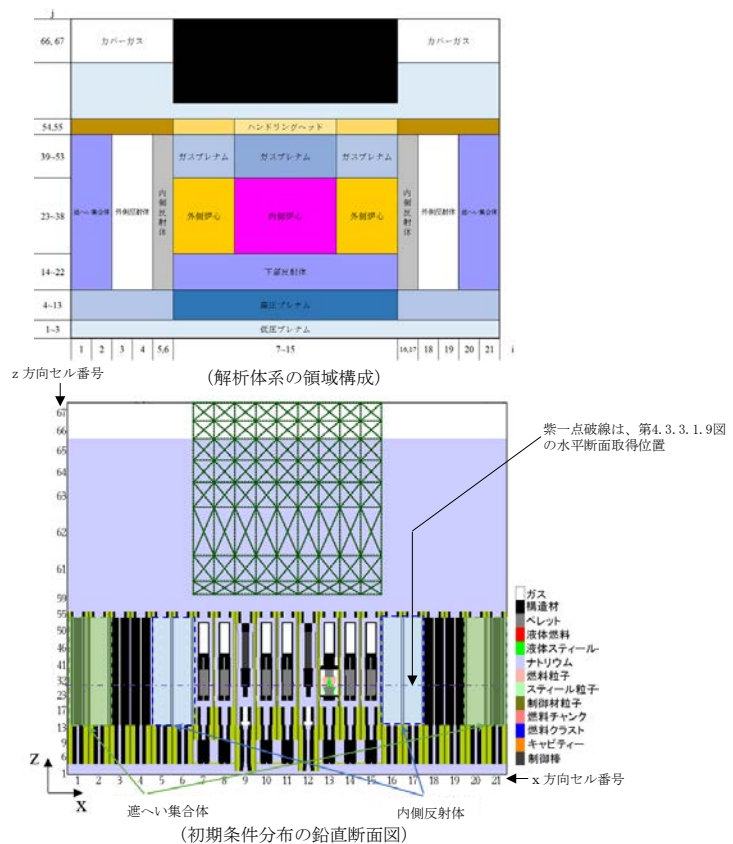 j
66, 67
カバーガス
カバーガス
54,55
ハンドリングヘッド
39~53
ガスプレナム
ガスプレナム
ガスプレナム
23~38
遮へい集合体
外側反射体
内側反射体
外側炉心
内側炉心
外側炉心
内側反射体
外側反射体
遮へい集合体
14~22
下部反射体
4~13
高圧プレナム
1~3
低圧プレナム
1 2 3 4 5,6 7~15 16,17 18 19 20 21 i
(解析体系の領域構成)
z 方向セル番号
紫一点破線は、第4.3.3.1.9図
の水平断面取得位置
67
66
65
64
63
62
61
59
55
50
46
41
32
23
17
13
9
6
1
ガス
構造材
ペレット
液体燃料
液体スティール
ナトリウム
燃料粒子
スティール粒子
制御材粒子
燃料チャンク
燃料クラスト
キャビティー
制御棒
Z
X
1 2 3 4 5 6 7 8 9 10 11 12 13 14 15 16 17 18 19 20 21
x 方向セル番号
遮へい集合体
内側反射体
(初期条件分布の鉛直断面図)